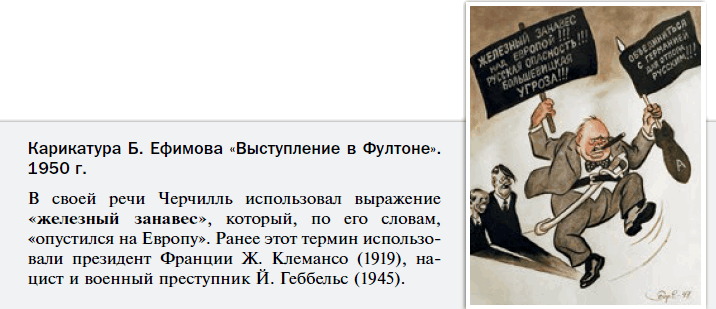 Карикатура Б. Ефимова «Выступление в Фултоне».
1950 г.
В своей речи Черчилль использовал выражение
«железный занавес», который, по его словам,
«опустился на Европу». Ранее этот термин использо-
вали президент Франции Ж. Клемансо (1919), на-
цист и военный преступник Й. Геббельс (1945).
ЖЕЛЕЗНЫЙ ЗАНАВЕС
НАД ЕВРОПОЙ!!!
РУССКАЯ ОПАСНОСТЬ!!!
БОЛЬШЕВИЦКАЯ
УГРОЗА!!!
ОБЪЕДИНИТЬСЯ
С ГЕРМАНИЕЙ
ДЛЯ ОТПОРА
РУССКИМ!!!
А